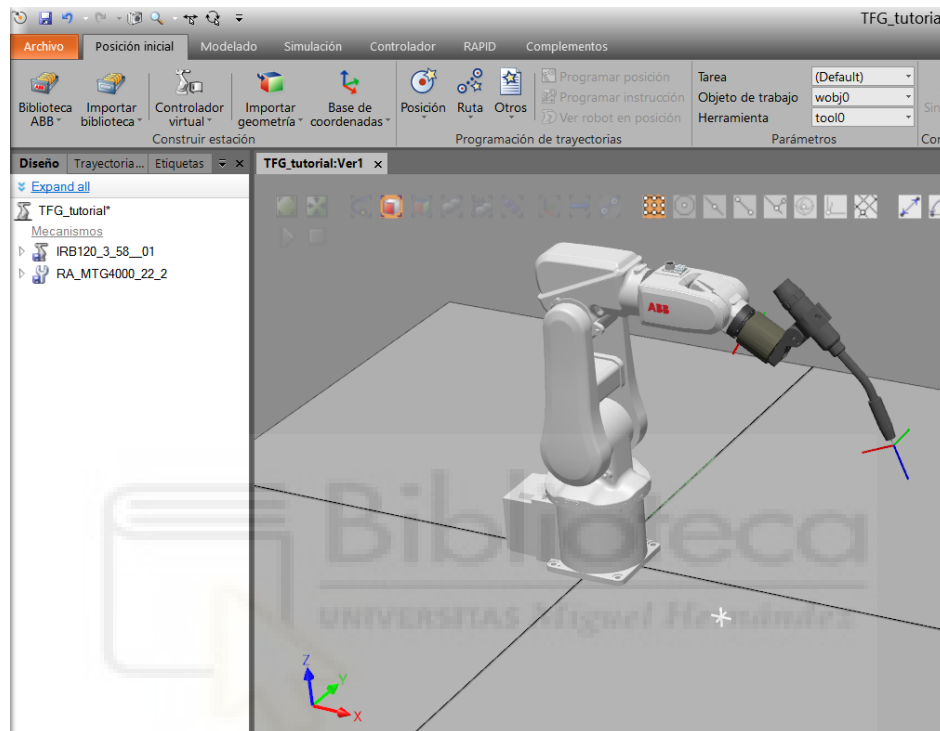 TFG_tutoria
Archivo Posición inicial Modelado Simulación Controlador RAPID Complementos
Biblioteca ABB Importar biblioteca Controlador virtual Importar geometría Base de coordenadas Posición Ruta Otros
Programar posición
Programar instrucción
Ver robot en posición
Tarea (Default)
Objeto de trabajo wobj0
Herramienta tool0
Sin
Construir estación Programación de trayectorias Parámetros Co
Diseño Trayectoria... Etiquetas TFG_tutorial:Ver1
Expand all
TFG_tutorial*
Mecanismos
IRB120_3_58__01
RA_MTG4000_22_2
ABB
Biblioteca
UNIVERSITAS Miguel Hernández
Z
Y
X